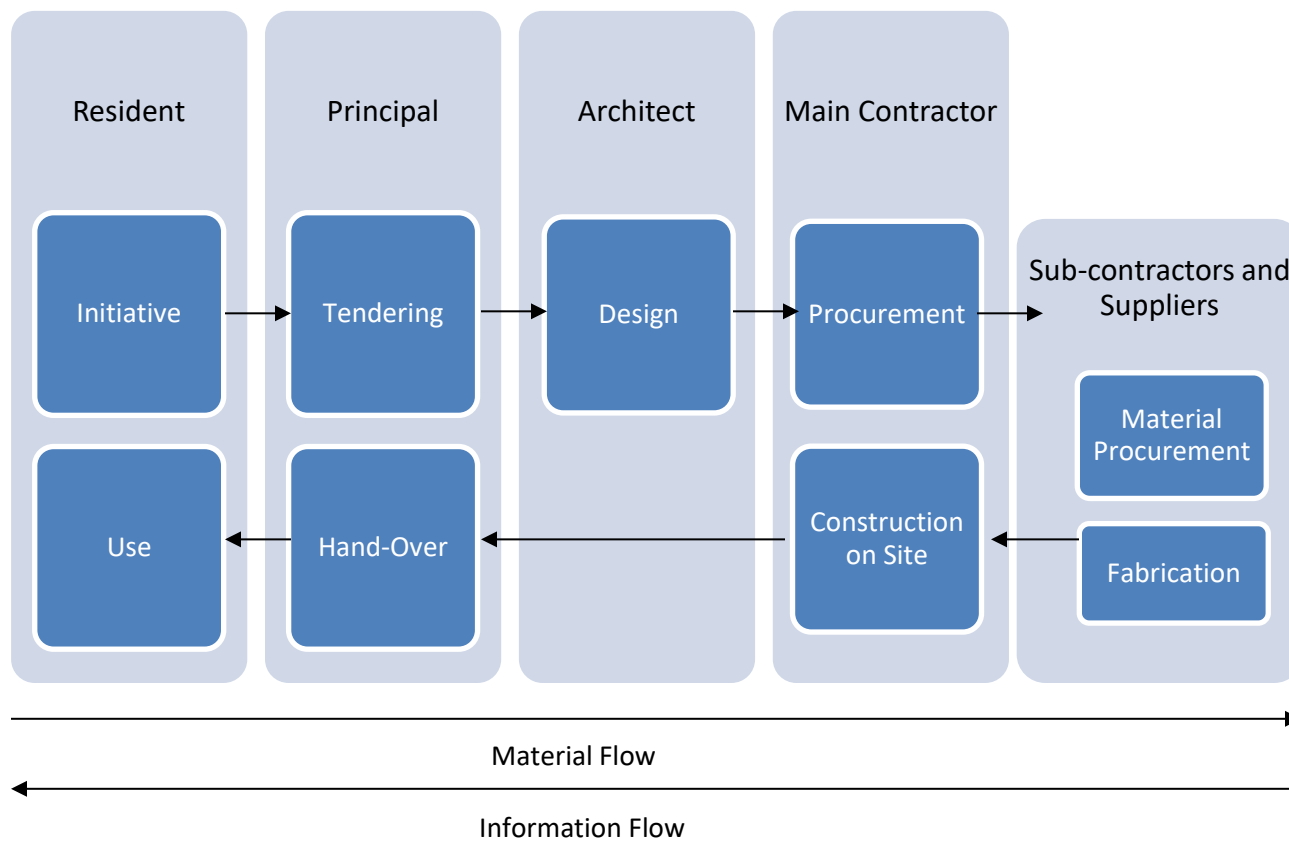 Resident
Principal
Architect
Main Contractor
Sub-contractors and
Suppliers
Initiative
Tendering
Design
Procurement
Material
Procurement
Use
Hand-Over
Construction
on Site
Fabrication
Material Flow
Information Flow